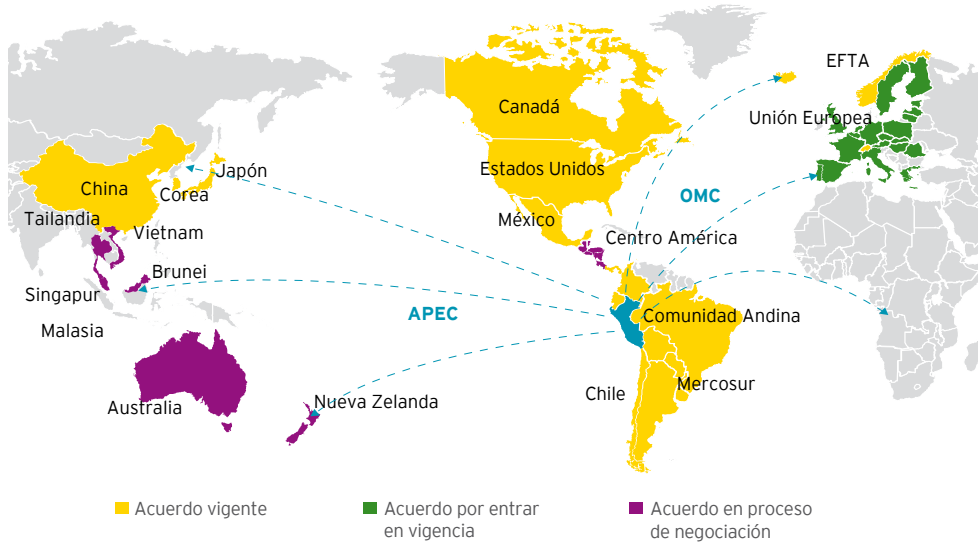 EFTA
Canadá
Unión Europea
Estados Unidos
Japón
China
Corea
OMC
México
Tailandia
Vietnam
Centro América
Brunei
Singapur
APEC
Comunidad Andina
Malasia
Mercosur
Chile
Nueva Zelanda
Australia
Acuerdo vigente
Acuerdo por entrar
en vigencia
Acuerdo en proceso
de negociación